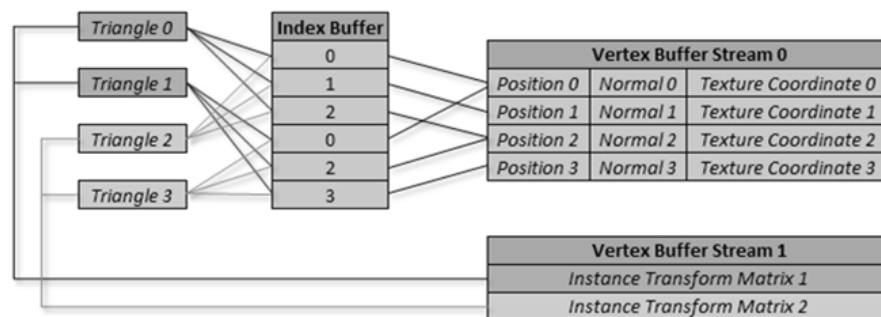 Triangle 0
Triangle 1
Triangle 2
Triangle 3
Index Buffer
0
1
2
0
2
3
Vertex Buffer Stream 0
Position 0 Normal 0 Texture Coordinate 0
Position 1 Normal 1 Texture Coordinate 1
Position 2 Normal 2 Texture Coordinate 2
Position 3 Normal 3 Texture Coordinate 3
Vertex Buffer Stream 1
Instance Transform Matrix 1
Instance Transform Matrix 2